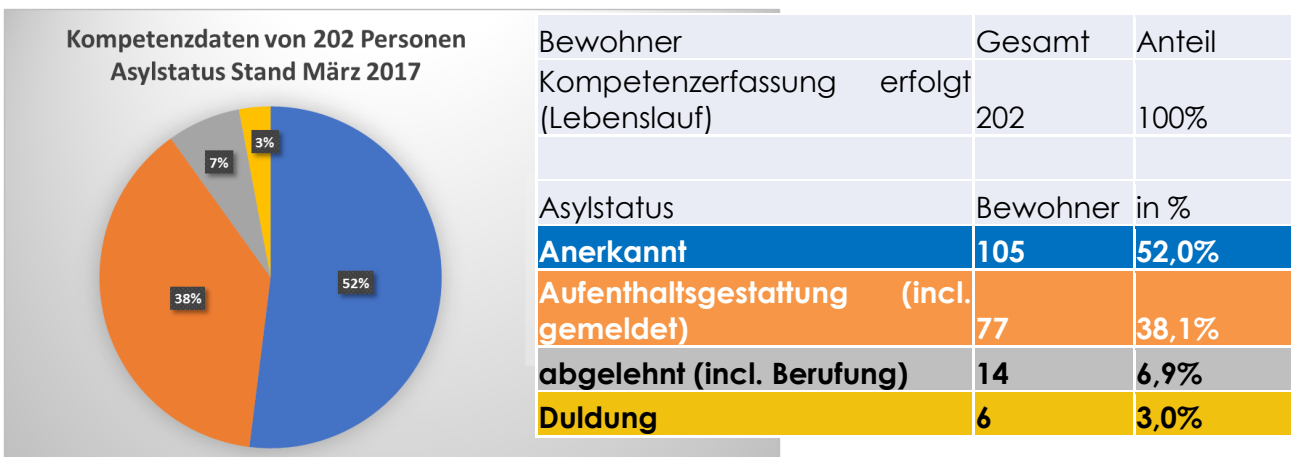 Kompetenzdaten von 202 Personen
Asylstatus Stand März 2017
3%
7%
52%
38%
Bewohner Gesamt Anteil
Kompetenzerfassung erfolgt
(Lebenslauf) 202 100%
Asylstatus Bewohner in %
Anerkannt 105 52,0%
Aufenthaltsgestattung (incl.
gemeldet) 77 38,1%
abgelehnt (incl. Berufung) 14 6,9%
Duldung 6 3,0%